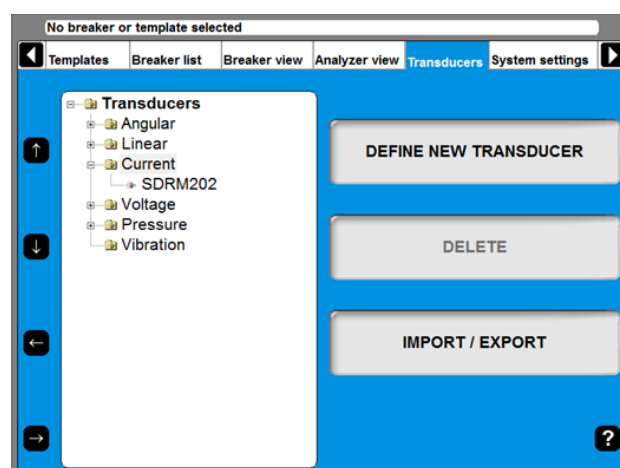 No breaker or template selected
Templates Breaker list Breaker view Analyzer view Transducers System settings
Transducers
Angular
Linear
Current
SDRM202
Voltage
Pressure
Vibration
DEFINE NEW TRANSDUCER
DELETE
IMPORT / EXPORT
?